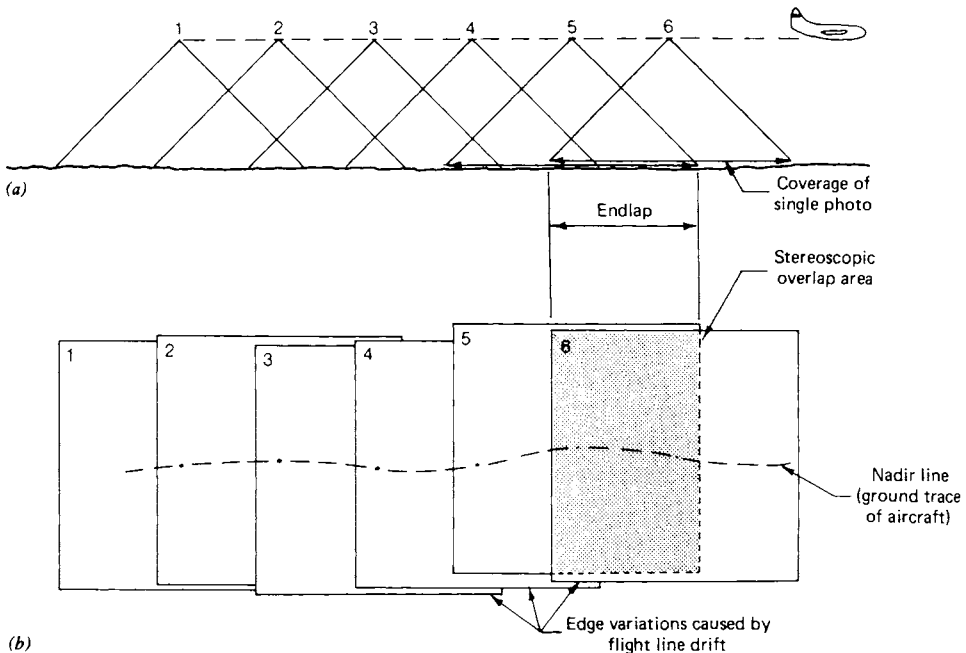 1 2 3 4 5 6
(a)
Coverage of
single photo
Endlap
Stereoscopic
overlap area
1 2 3 4 5 6
Nadir line
(ground trace
of aircraft)
Edge variations caused by
flight line drift
(b)